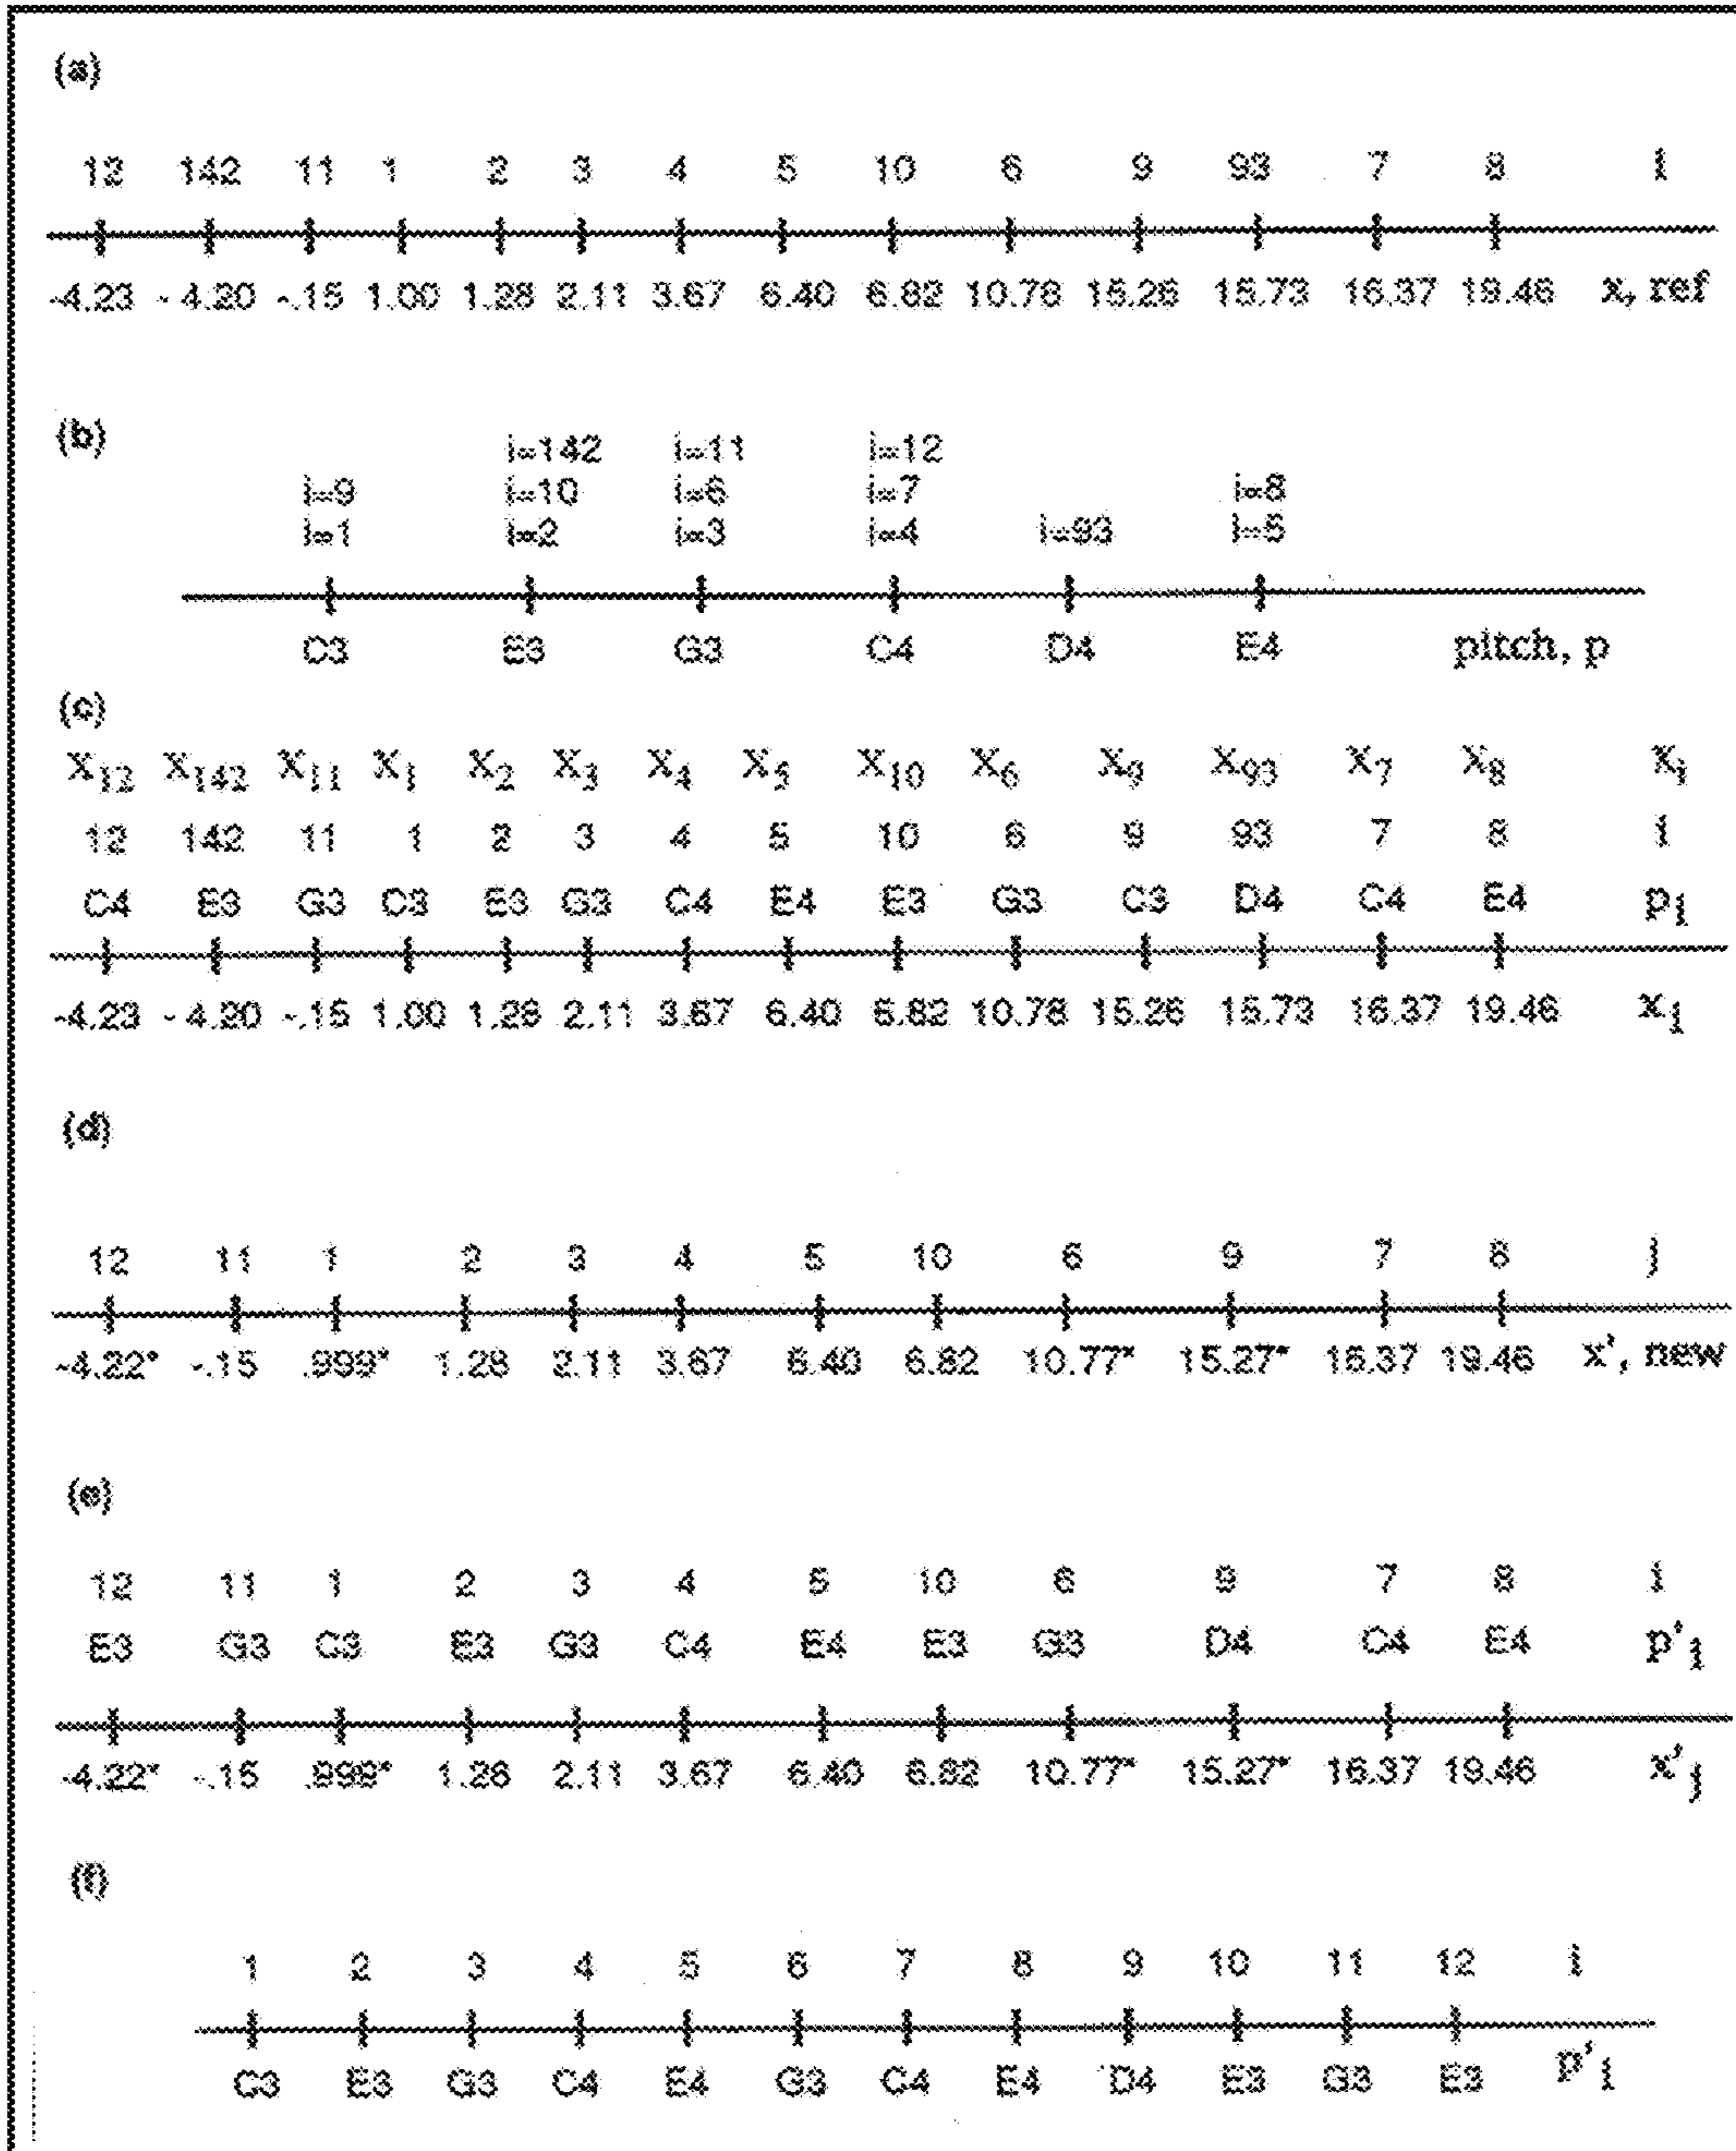 (a)
12 142 11 1 2 3 4 5 10 6 9 93 7 8 i
-4.23 -4.20 -.15 1.00 1.28 2.11 3.67 6.40 6.82 10.78 15.26 15.73 16.37 19.46 x, ref
(b)
i=142 i=11 i=12
i=9 i=10 i=6 i=7 i=8
i=1 i=2 i=3 i=4 i=93 i=5
C3 E3 G3 C4 D4 E4 pitch, p
(c)
X12 X142 X11 X1 X2 X3 X4 X5 X10 X6 X9 X93 X7 X8 Xi
12 142 11 1 2 3 4 5 10 6 9 93 7 8 i
C4 E3 G3 C3 E3 G3 C4 E4 E3 G3 C3 D4 C4 E4 pi
-4.23 -4.20 -.15 1.00 1.28 2.11 3.67 6.40 6.82 10.78 15.26 15.73 16.37 19.46 xi
(d)
12 11 1 2 3 4 5 10 6 9 7 8 j
-4.22* -.15 .999* 1.28 2.11 3.67 6.40 6.82 10.77* 15.27* 16.37 19.46 x', new
(e)
12 11 1 2 3 4 5 10 6 9 7 8 i
E3 G3 C3 E3 G3 C4 E4 E3 G3 D4 C4 E4 p'i
-4.22* -.15 .999* 1.28 2.11 3.67 6.40 6.82 10.77* 15.27* 16.37 19.46 x'j
(f)
1 2 3 4 5 6 7 8 9 10 11 12 i
C3 E3 G3 C4 E4 G3 C4 E4 D4 E3 G3 E3 p'i